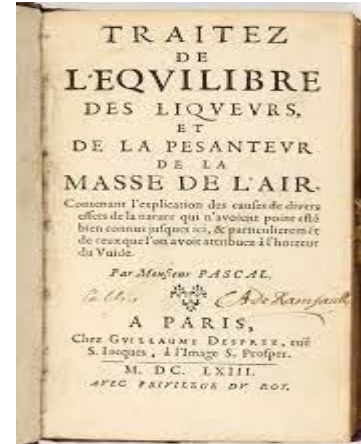 TRAITEZ
DE
L'EQVILIBRE
DES LIQVEVRS,
ET
DE LA PESANTEVR
DE LA
MASSE DE L'AIR.
Contenant l'explication des causes de divers
effets de la nature qui n'avoient point esté
bien connus jusques ici, & particulierement
de ceux que l'on avoit attribuez à l'horreur
du Vuide.
Par Monsieur PASCAL.
A PARIS,
Chez GVILLAUME DESPREZ, ruë
S. Iacques, à l'Image S. Prosper.
M. DC. LXIII.
AVEC PRIVILEGE DV ROY.